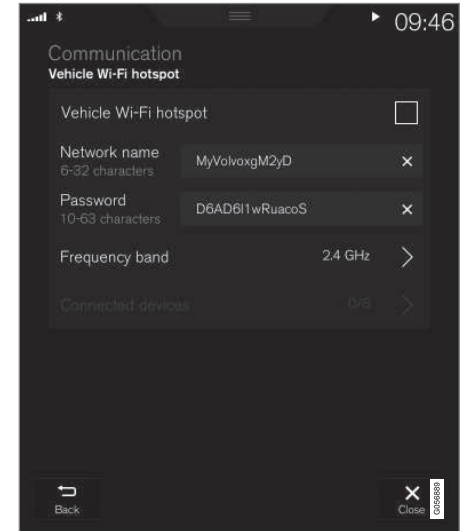 09:46
Communication
Vehicle Wi-Fi hotspot
Vehicle Wi-Fi hotspot
Network name
6-32 characters
MyVolvoxgM2yD
Password
10-63 characters
D6AD6l1wRuacoS
Frequency band
2.4 GHz
Connected devices
0/8
Back
Close
G056889